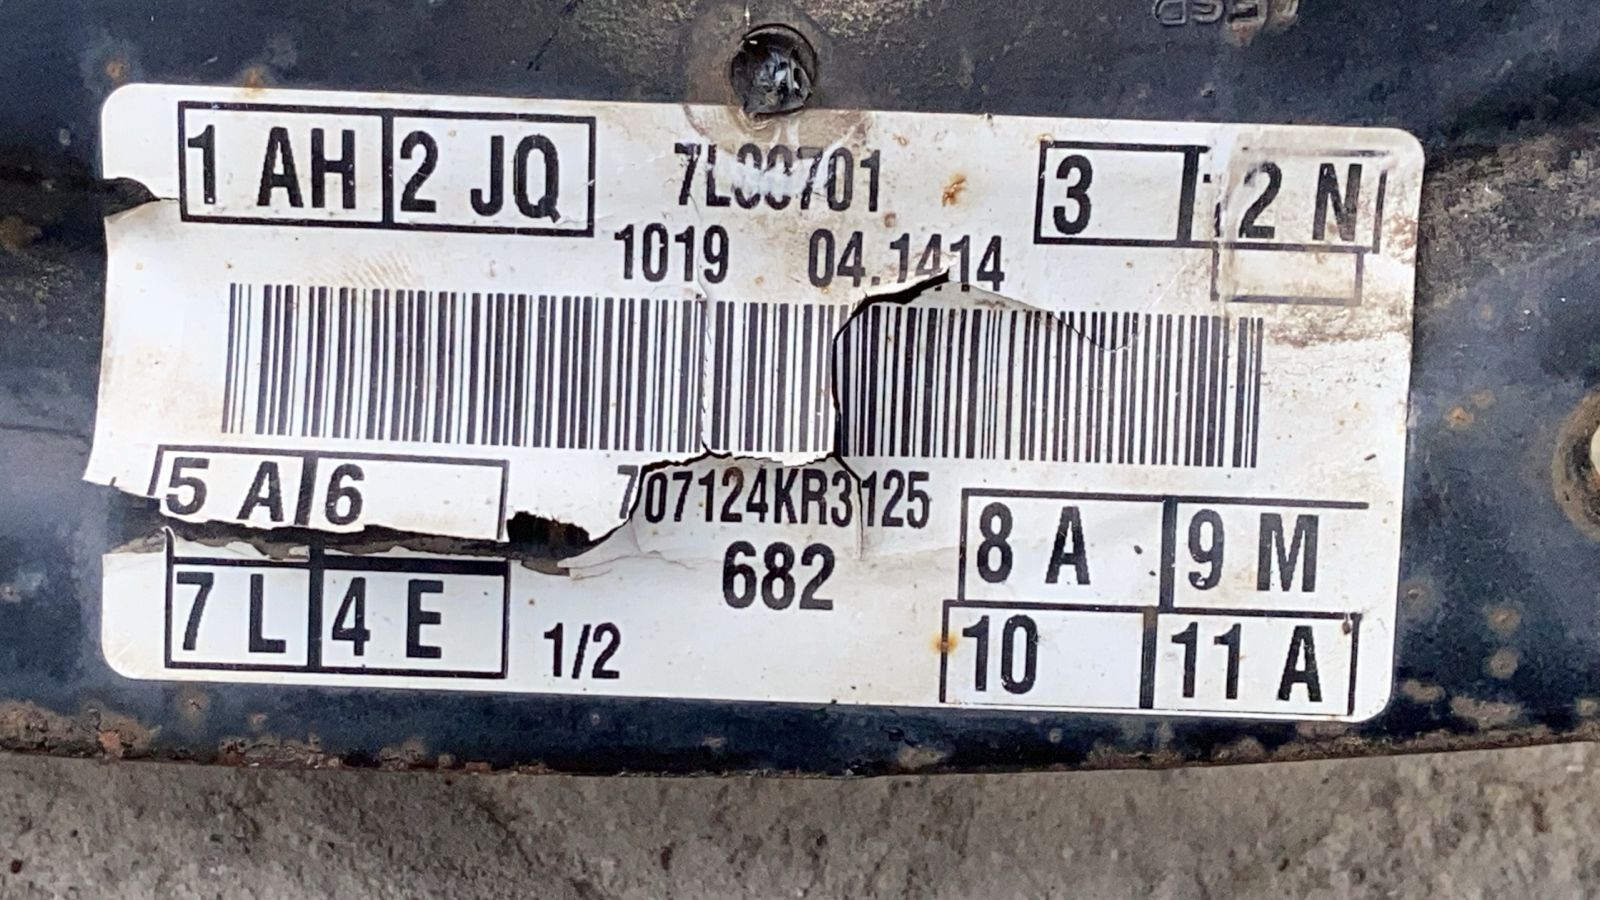 1 AH 2 JQ
3 2 N
1019 04.1414
5 A 6
707124KR3125
8 A 9 M
682
7 L 4 E 1/2
10 11 A